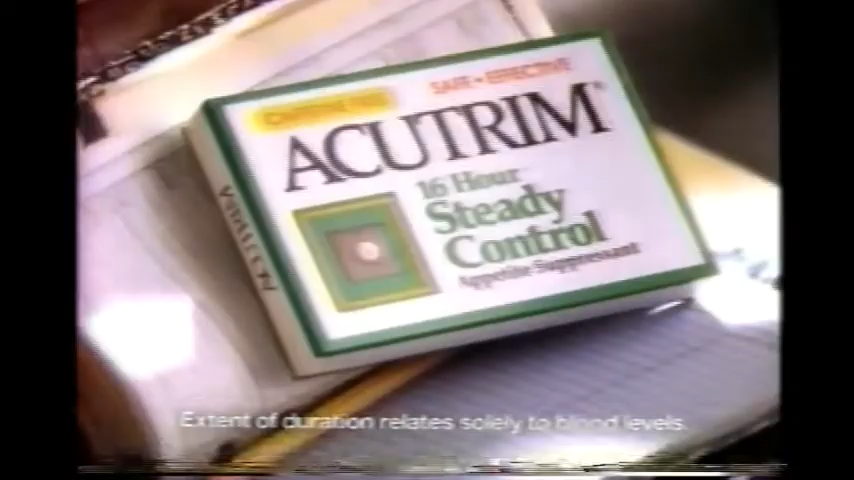 CAFFEINE FREE
SAFE • EFFECTIVE
ACUTRIM®
16 Hour
Steady
Control
Appetite Suppressant
ACUTRIM
Extent of duration relates solely to blood levels.